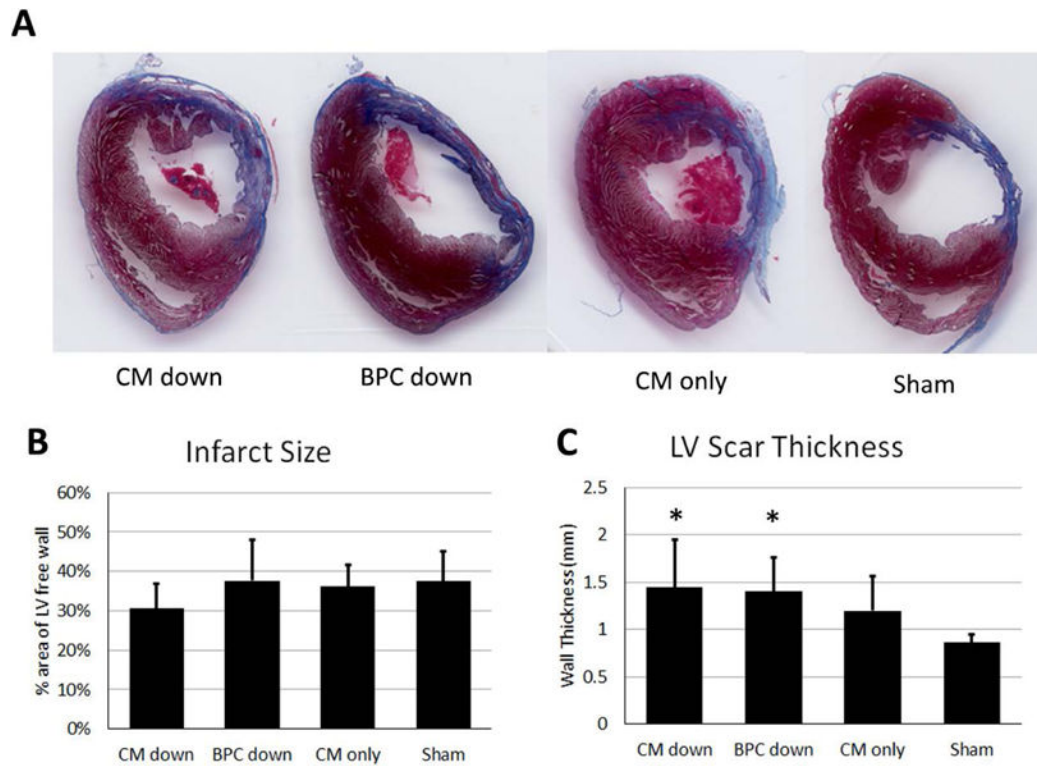 A
CM down
BPC down
CM only
Sham
B
Infarct Size
% area of LV free wall
60%
50%
40%
30%
20%
10%
0%
CM down
BPC down
CM only
Sham
C
LV Scar Thickness
Wall Thickness (mm)
2.5
2
1.5
1
0.5
0
*
*
CM down
BPC down
CM only
Sham